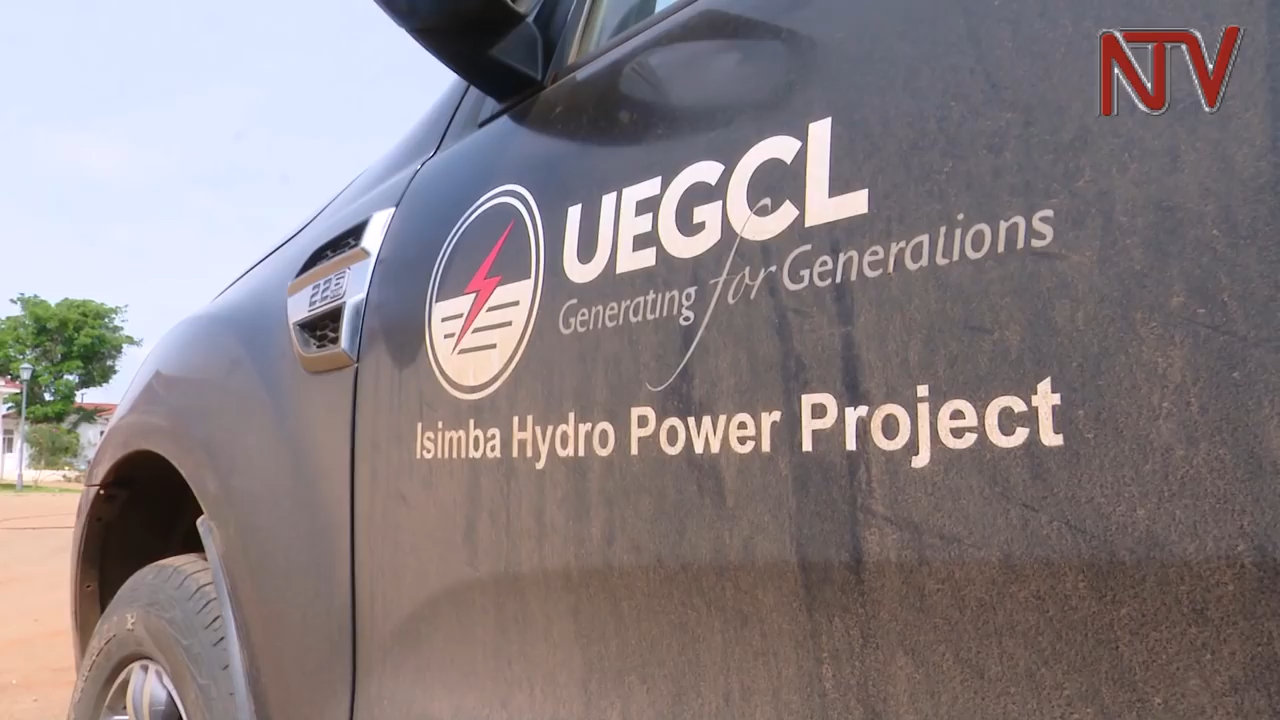 NTV
UEGCL
Generating for Generations
Isimba Hydro Power Project